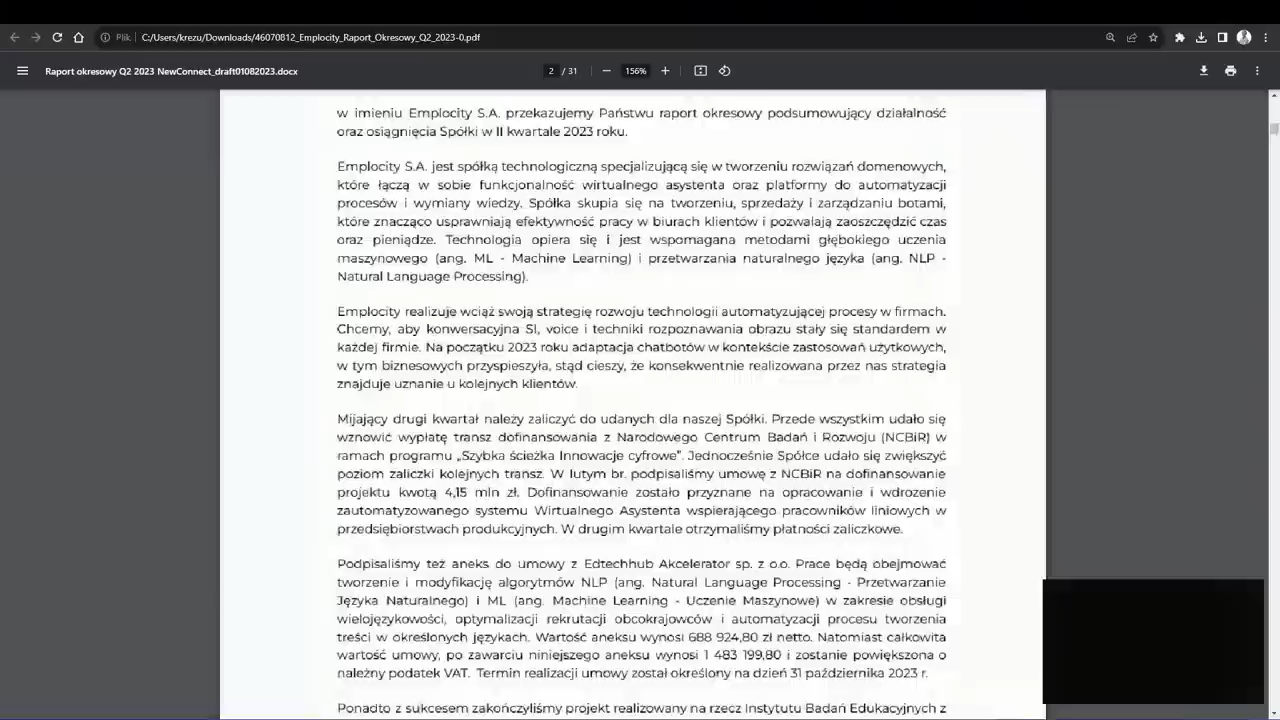 Plik
C:/Users/krezu/Downloads/46070812_Emplocity_Raport_Okresowy_Q2_2023-0.pdf
Raport okresowy Q2 2023 NewConnect_draft01082023.docx
2 / 31
156%
w imieniu Emplocity S.A. przekazujemy Państwu raport okresowy podsumowujący działalność
oraz osiągnięcia Spółki w II kwartale 2023 roku.
Emplocity S.A. jest spółką technologiczną specjalizującą się w tworzeniu rozwiązań domenowych,
które łączą w sobie funkcjonalność wirtualnego asystenta oraz platformy do automatyzacji
procesów i wymiany wiedzy. Spółka skupia się na tworzeniu, sprzedaży i zarządzaniu botami,
które znacząco usprawniają efektywność pracy w biurach klientów i pozwalają zaoszczędzić czas
oraz pieniądze. Technologia opiera się i jest wspomagana metodami głębokiego uczenia
maszynowego (ang. ML - Machine Learning) i przetwarzania naturalnego języka (ang. NLP -
Natural Language Processing).
Emplocity realizuje wciąż swoją strategię rozwoju technologii automatyzującej procesy w firmach.
Chcemy, aby konwersacyjna SI, voice i techniki rozpoznawania obrazu stały się standardem w
każdej firmie. Na początku 2023 roku adaptacja chatbotów w kontekście zastosowań użytkowych,
w tym biznesowych przyspieszyła, stąd cieszy, że konsekwentnie realizowana przez nas strategia
znajduje uznanie u kolejnych klientów.
Mijający drugi kwartał należy zaliczyć do udanych dla naszej Spółki. Przede wszystkim udało się
wznowić wypłatę transz dofinansowania z Narodowego Centrum Badań i Rozwoju (NCBiR) w
ramach programu „Szybka ścieżka Innowacje cyfrowe”. Jednocześnie Spółce udało się zwiększyć
poziom zaliczki kolejnych transz. W lutym br. podpisaliśmy umowę z NCBiR na dofinansowanie
projektu kwotą 4,15 mln zł. Dofinansowanie zostało przyznane na opracowanie i wdrożenie
zautomatyzowanego systemu Wirtualnego Asystenta wspierającego pracowników liniowych w
przedsiębiorstwach produkcyjnych. W drugim kwartale otrzymaliśmy płatności zaliczkowe.
Podpisaliśmy też aneks do umowy z Edtechhub Akcelerator sp. z o.o. Prace będą obejmować
tworzenie i modyfikację algorytmów NLP (ang. Natural Language Processing - Przetwarzanie
Języka Naturalnego) i ML (ang. Machine Learning - Uczenie Maszynowe) w zakresie obsługi
wielojęzykowości, optymalizacji rekrutacji obcokrajowców i automatyzacji procesu tworzenia
treści w określonych językach. Wartość aneksu wynosi 688 924,80 zł netto. Natomiast całkowita
wartość umowy, po zawarciu niniejszego aneksu wynosi 1 483 199,80 i zostanie powiększona o
należny podatek VAT. Termin realizacji umowy został określony na dzień 31 października 2023 r.
Ponadto z sukcesem zakończyliśmy projekt realizowany na rzecz Instytutu Badań Edukacyjnych z